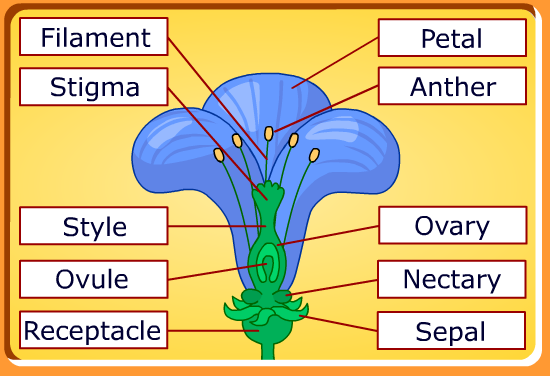 Filament
Petal
Stigma
Anther
Style
Ovary
Ovule
Nectary
Receptacle
Sepal